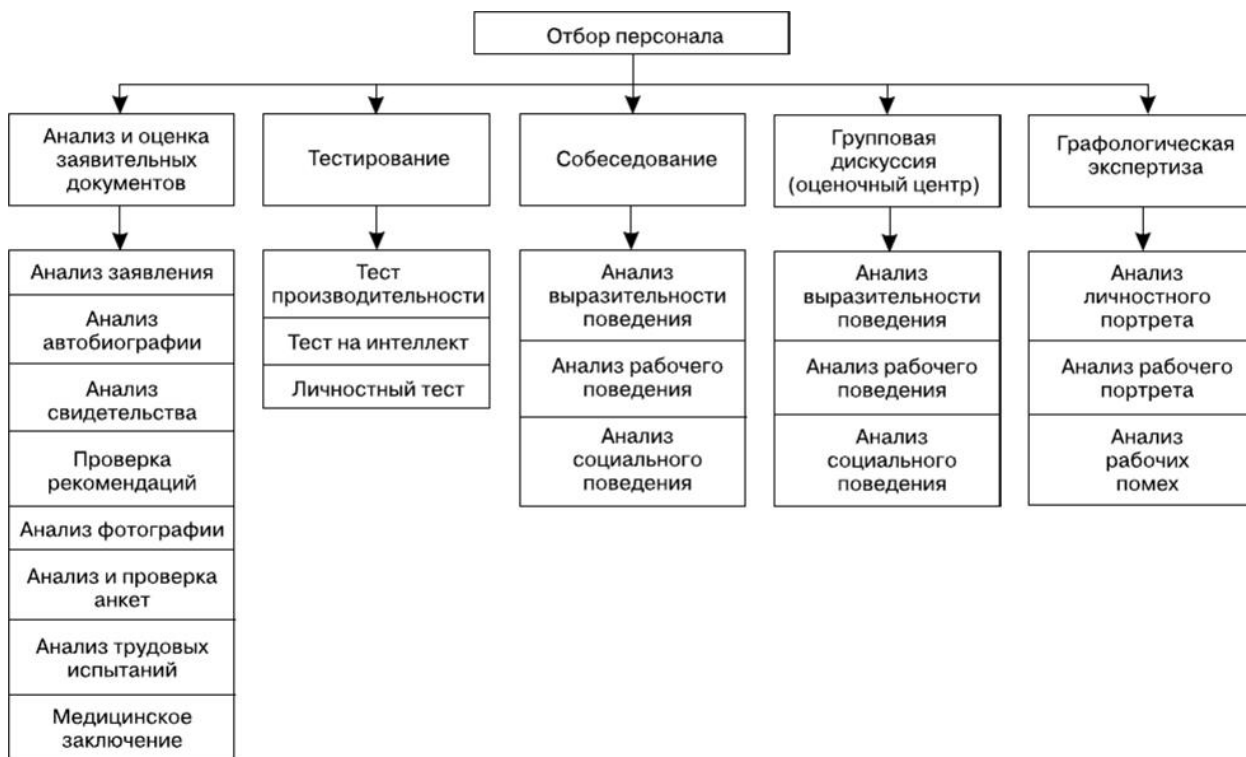 Отбор персонала
Анализ и оценка
заявительных
документов
Тестирование
Собеседование
Групповая
дискуссия
(оценочный центр)
Графологическая
экспертиза
Анализ заявления
Анализ
автобиографии
Анализ
свидетельства
Проверка
рекомендаций
Анализ фотографии
Анализ и проверка
анкет
Анализ трудовых
испытаний
Медицинское
заключение
Тест
производительности
Тест на интеллект
Личностный тест
Анализ
выразительности
поведения
Анализ рабочего
поведения
Анализ
социального
поведения
Анализ
выразительности
поведения
Анализ рабочего
поведения
Анализ
социального
поведения
Анализ
личностного
портрета
Анализ рабочего
портрета
Анализ
рабочих
помех